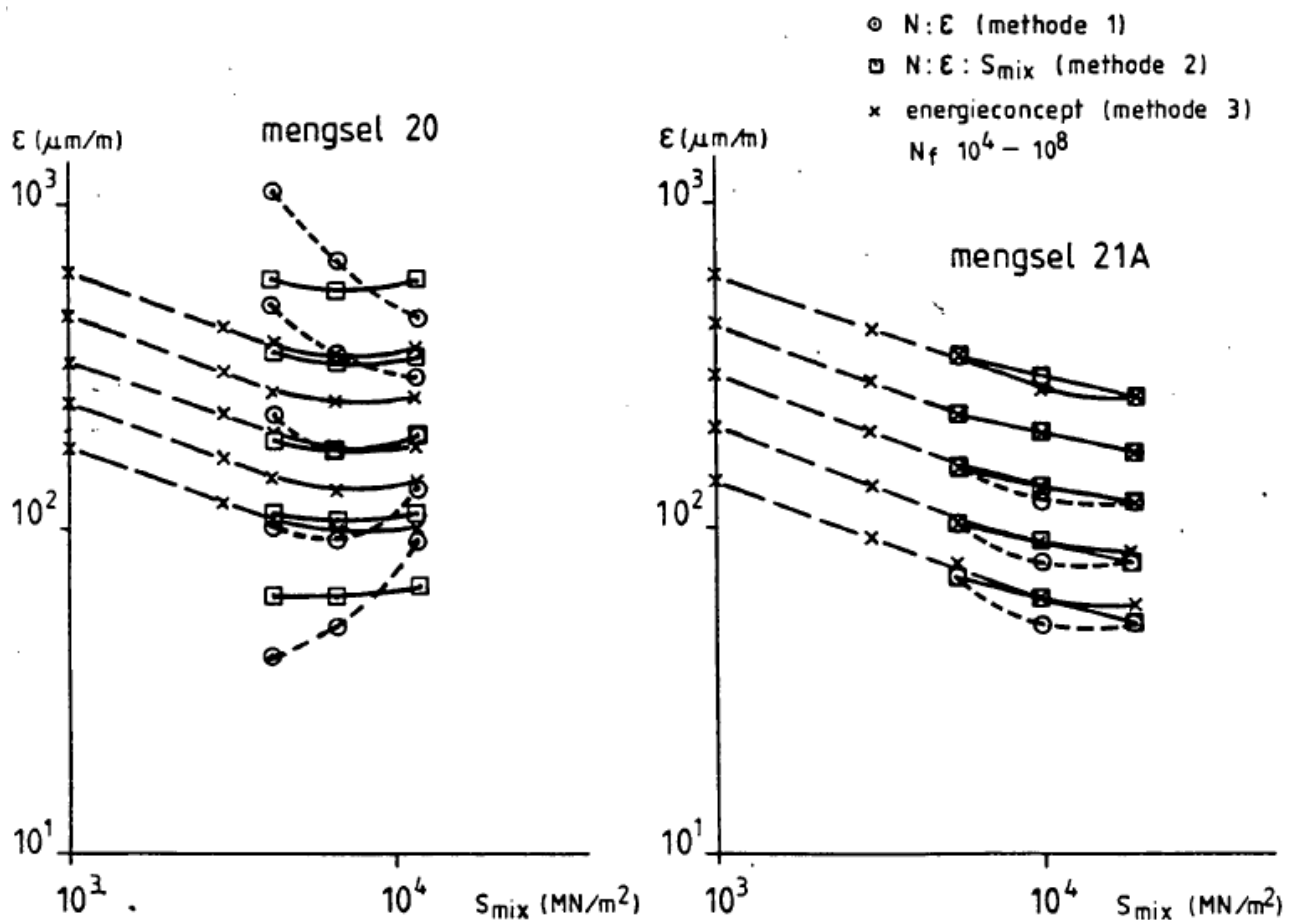 ⊙ N:ε (methode 1)
⊡ N:ε: Smix (methode 2)
× energieconcept (methode 3)
Nf 10⁴ – 10⁸
ε (μm/m)
mengsel 20
10³
10²
10¹
10³
10⁴
Smix (MN/m²)
ε (μm/m)
mengsel 21A
10³
10²
10¹
10³
10⁴
Smix (MN/m²)